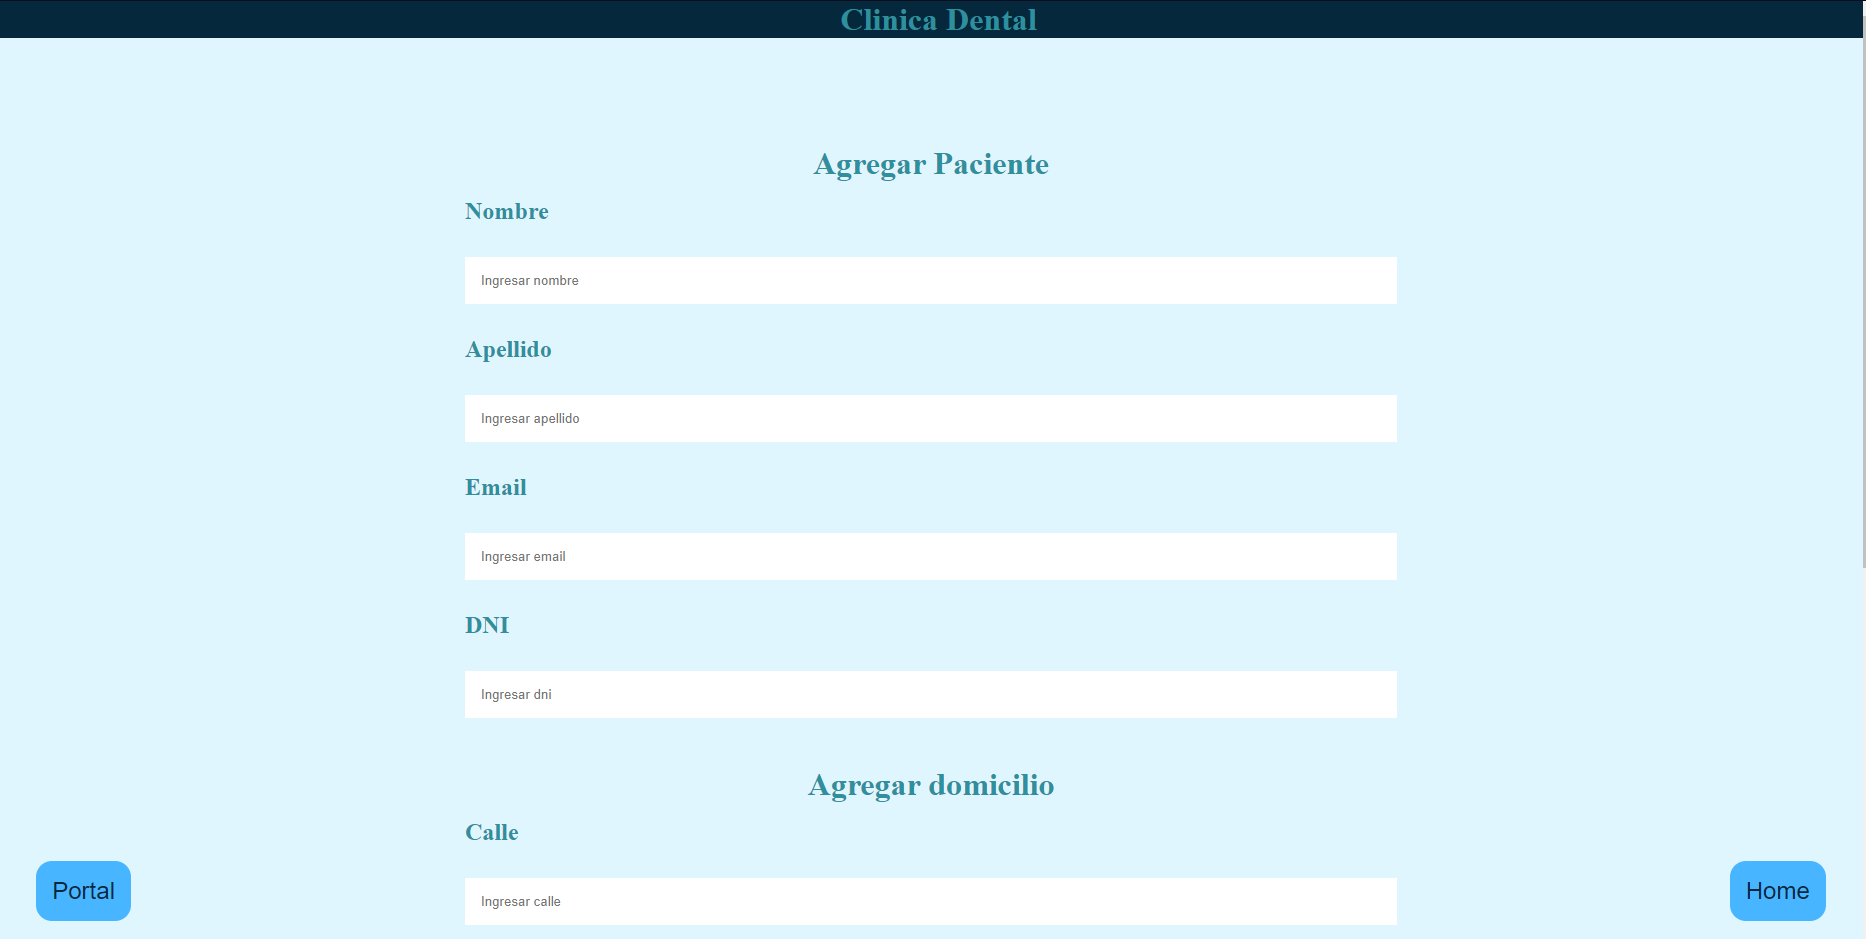 Clinica Dental
Agregar Paciente
Nombre
Ingresar nombre
Apellido
Ingresar apellido
Email
Ingresar email
DNI
Ingresar dni
Agregar domicilio
Calle
Ingresar calle
Portal
Home